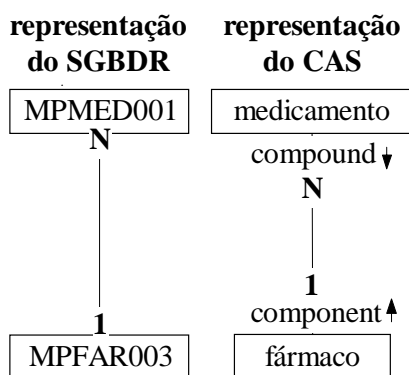 representação
do SGBDR
MPMED001
N
1
MPFAR003
representação
do CAS
medicamento
compound
N
1
component
fármaco